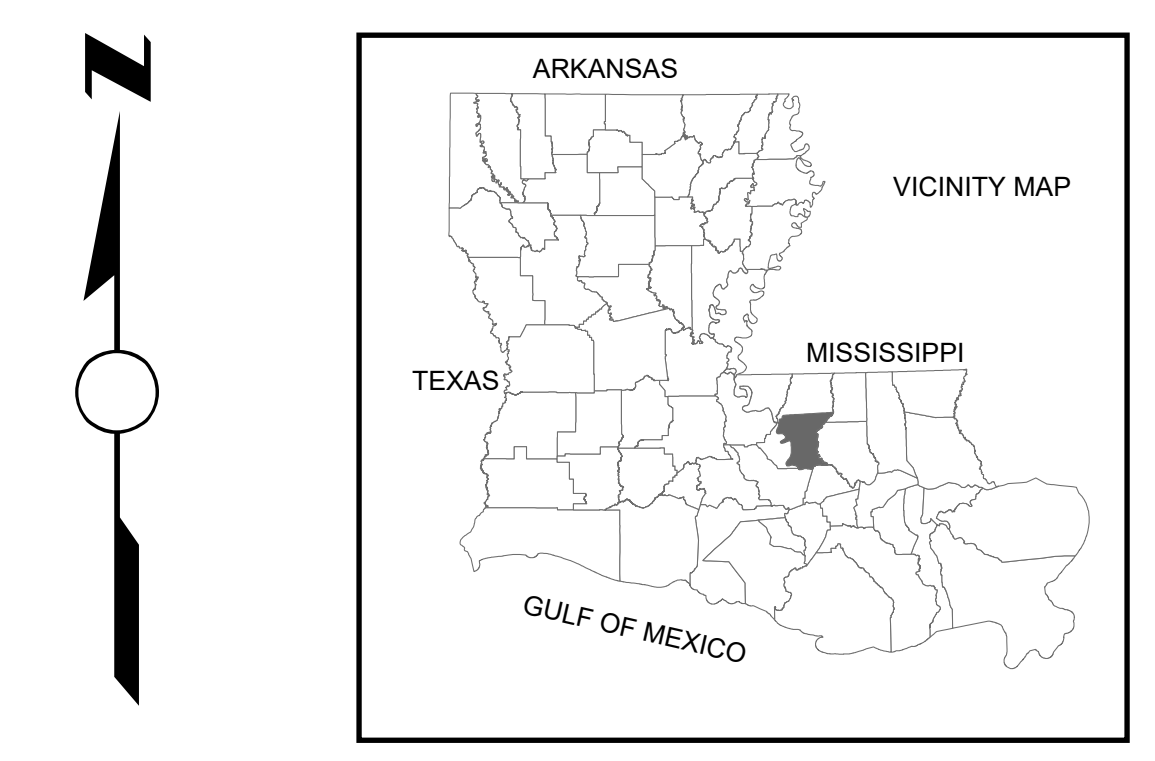 N
ARKANSAS
VICINITY MAP
MISSISSIPPI
TEXAS
GULF OF MEXICO